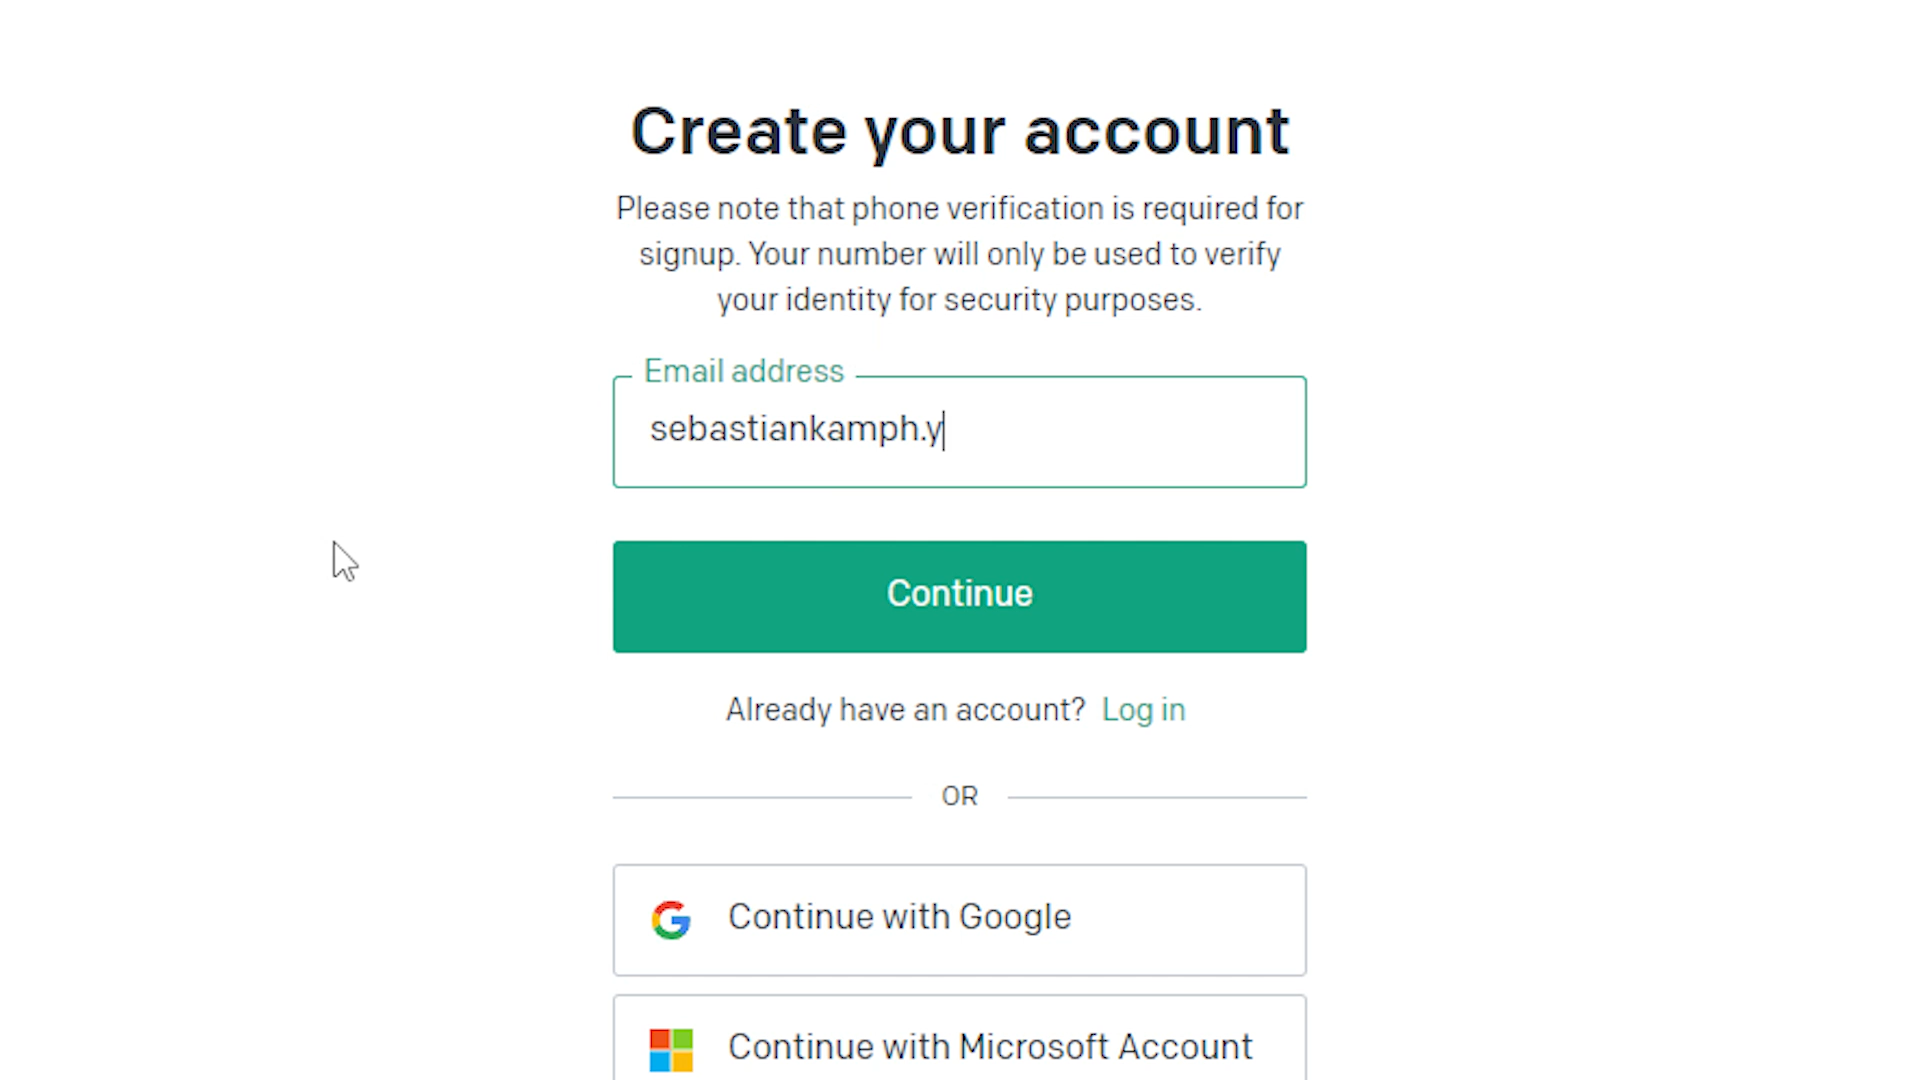 Create your account
Please note that phone verification is required for
signup. Your number will only be used to verify
your identity for security purposes.
Email address
sebastiankamph.y
Continue
Already have an account? Log in
OR
Continue with Google
Continue with Microsoft Account